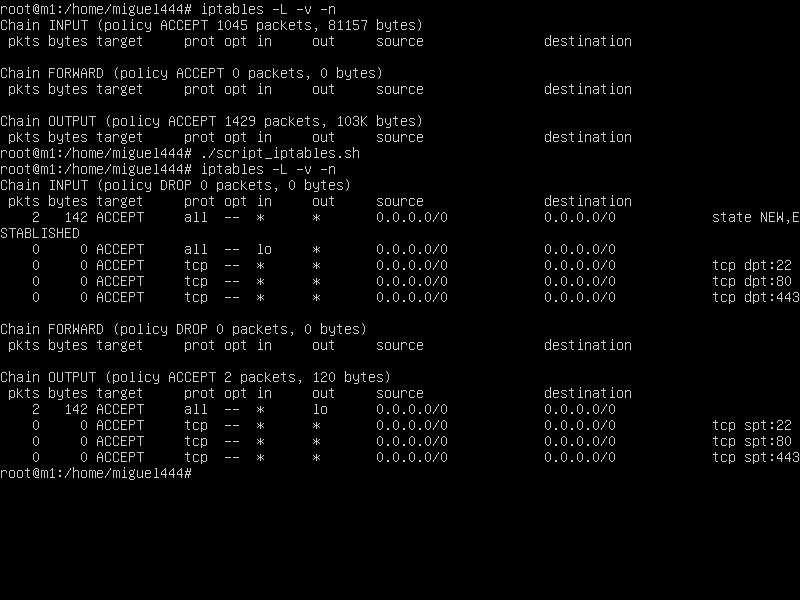 root@m1:/home/miguel444# iptables -L -v -n
Chain INPUT (policy ACCEPT 1045 packets, 81157 bytes)
 pkts bytes target     prot opt in     out     source               destination

Chain FORWARD (policy ACCEPT 0 packets, 0 bytes)
 pkts bytes target     prot opt in     out     source               destination

Chain OUTPUT (policy ACCEPT 1429 packets, 103K bytes)
 pkts bytes target     prot opt in     out     source               destination
root@m1:/home/miguel444# ./script_iptables.sh
root@m1:/home/miguel444# iptables -L -v -n
Chain INPUT (policy DROP 0 packets, 0 bytes)
 pkts bytes target     prot opt in     out     source               destination
    2   142 ACCEPT     all  --  *      *       0.0.0.0/0            0.0.0.0/0            state NEW,E
STABLISHED
    0     0 ACCEPT     all  --  lo     *       0.0.0.0/0            0.0.0.0/0
    0     0 ACCEPT     tcp  --  *      *       0.0.0.0/0            0.0.0.0/0            tcp dpt:22
    0     0 ACCEPT     tcp  --  *      *       0.0.0.0/0            0.0.0.0/0            tcp dpt:80
    0     0 ACCEPT     tcp  --  *      *       0.0.0.0/0            0.0.0.0/0            tcp dpt:443

Chain FORWARD (policy DROP 0 packets, 0 bytes)
 pkts bytes target     prot opt in     out     source               destination

Chain OUTPUT (policy ACCEPT 2 packets, 120 bytes)
 pkts bytes target     prot opt in     out     source               destination
    2   142 ACCEPT     all  --  *      lo      0.0.0.0/0            0.0.0.0/0
    0     0 ACCEPT     tcp  --  *      *       0.0.0.0/0            0.0.0.0/0            tcp spt:22
    0     0 ACCEPT     tcp  --  *      *       0.0.0.0/0            0.0.0.0/0            tcp spt:80
    0     0 ACCEPT     tcp  --  *      *       0.0.0.0/0            0.0.0.0/0            tcp spt:443
root@m1:/home/miguel444#